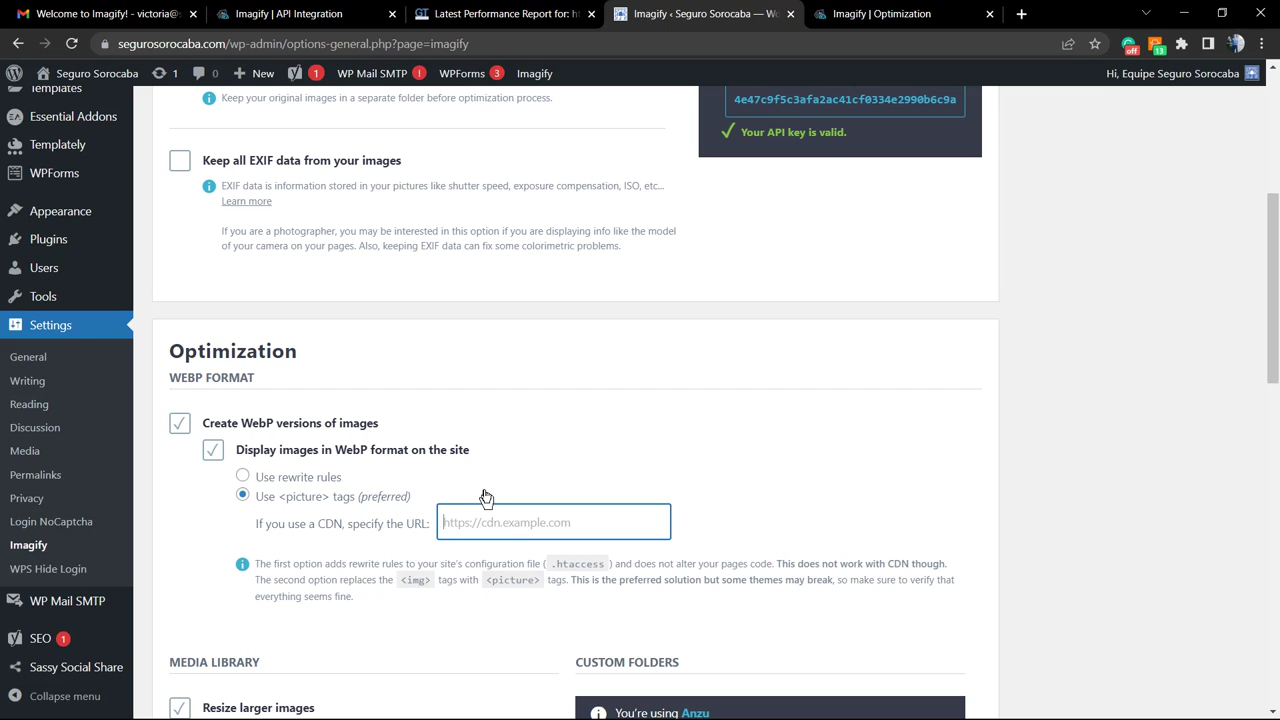 Imagify - Welcome! - victoria@
Imagify | API Integration
Latest Performance Report for: ht
Imagify ‹ Seguro Sorocaba — Wo
Imagify | Optimization
segurosorocaba.com/wp-admin/options-general.php?page=imagify
off
13
Seguro Sorocaba
1
0
New
1
WP Mail SMTP
!
WPForms
3
Imagify
Hi, Equipe Seguro Sorocaba
Templates
Essential Addons
Templately
WPForms
Appearance
Plugins
Users
Tools
Settings
General
Writing
Reading
Discussion
Media
Permalinks
Privacy
Login NoCaptcha
Imagify
WPS Hide Login
WP Mail SMTP
SEO 1
Sassy Social Share
Collapse menu
Keep your original images in a separate folder before optimization process.
4e47c9f5c3afa2ac41cf0334e2990b6c9a
Your API key is valid.
Keep all EXIF data from your images
EXIF data is information stored in your pictures like shutter speed, exposure compensation, ISO, etc...
Learn more
If you are a photographer, you may be interested in this option if you are displaying info like the model
of your camera on your pages. Also, keeping EXIF data can fix some colorimetric problems.
Optimization
WEBP FORMAT
Create WebP versions of images
Display images in WebP format on the site
Use rewrite rules
Use <picture> tags (preferred)
If you use a CDN, specify the URL:
https://cdn.example.com
The first option adds rewrite rules to your site's configuration file ( .htaccess ) and does not alter your pages code. This does not work with CDN though.
The second option replaces the <img> tags with <picture> tags. This is the preferred solution but some themes may break, so make sure to verify that
everything seems fine.
MEDIA LIBRARY
CUSTOM FOLDERS
Resize larger images
You're using Anzu